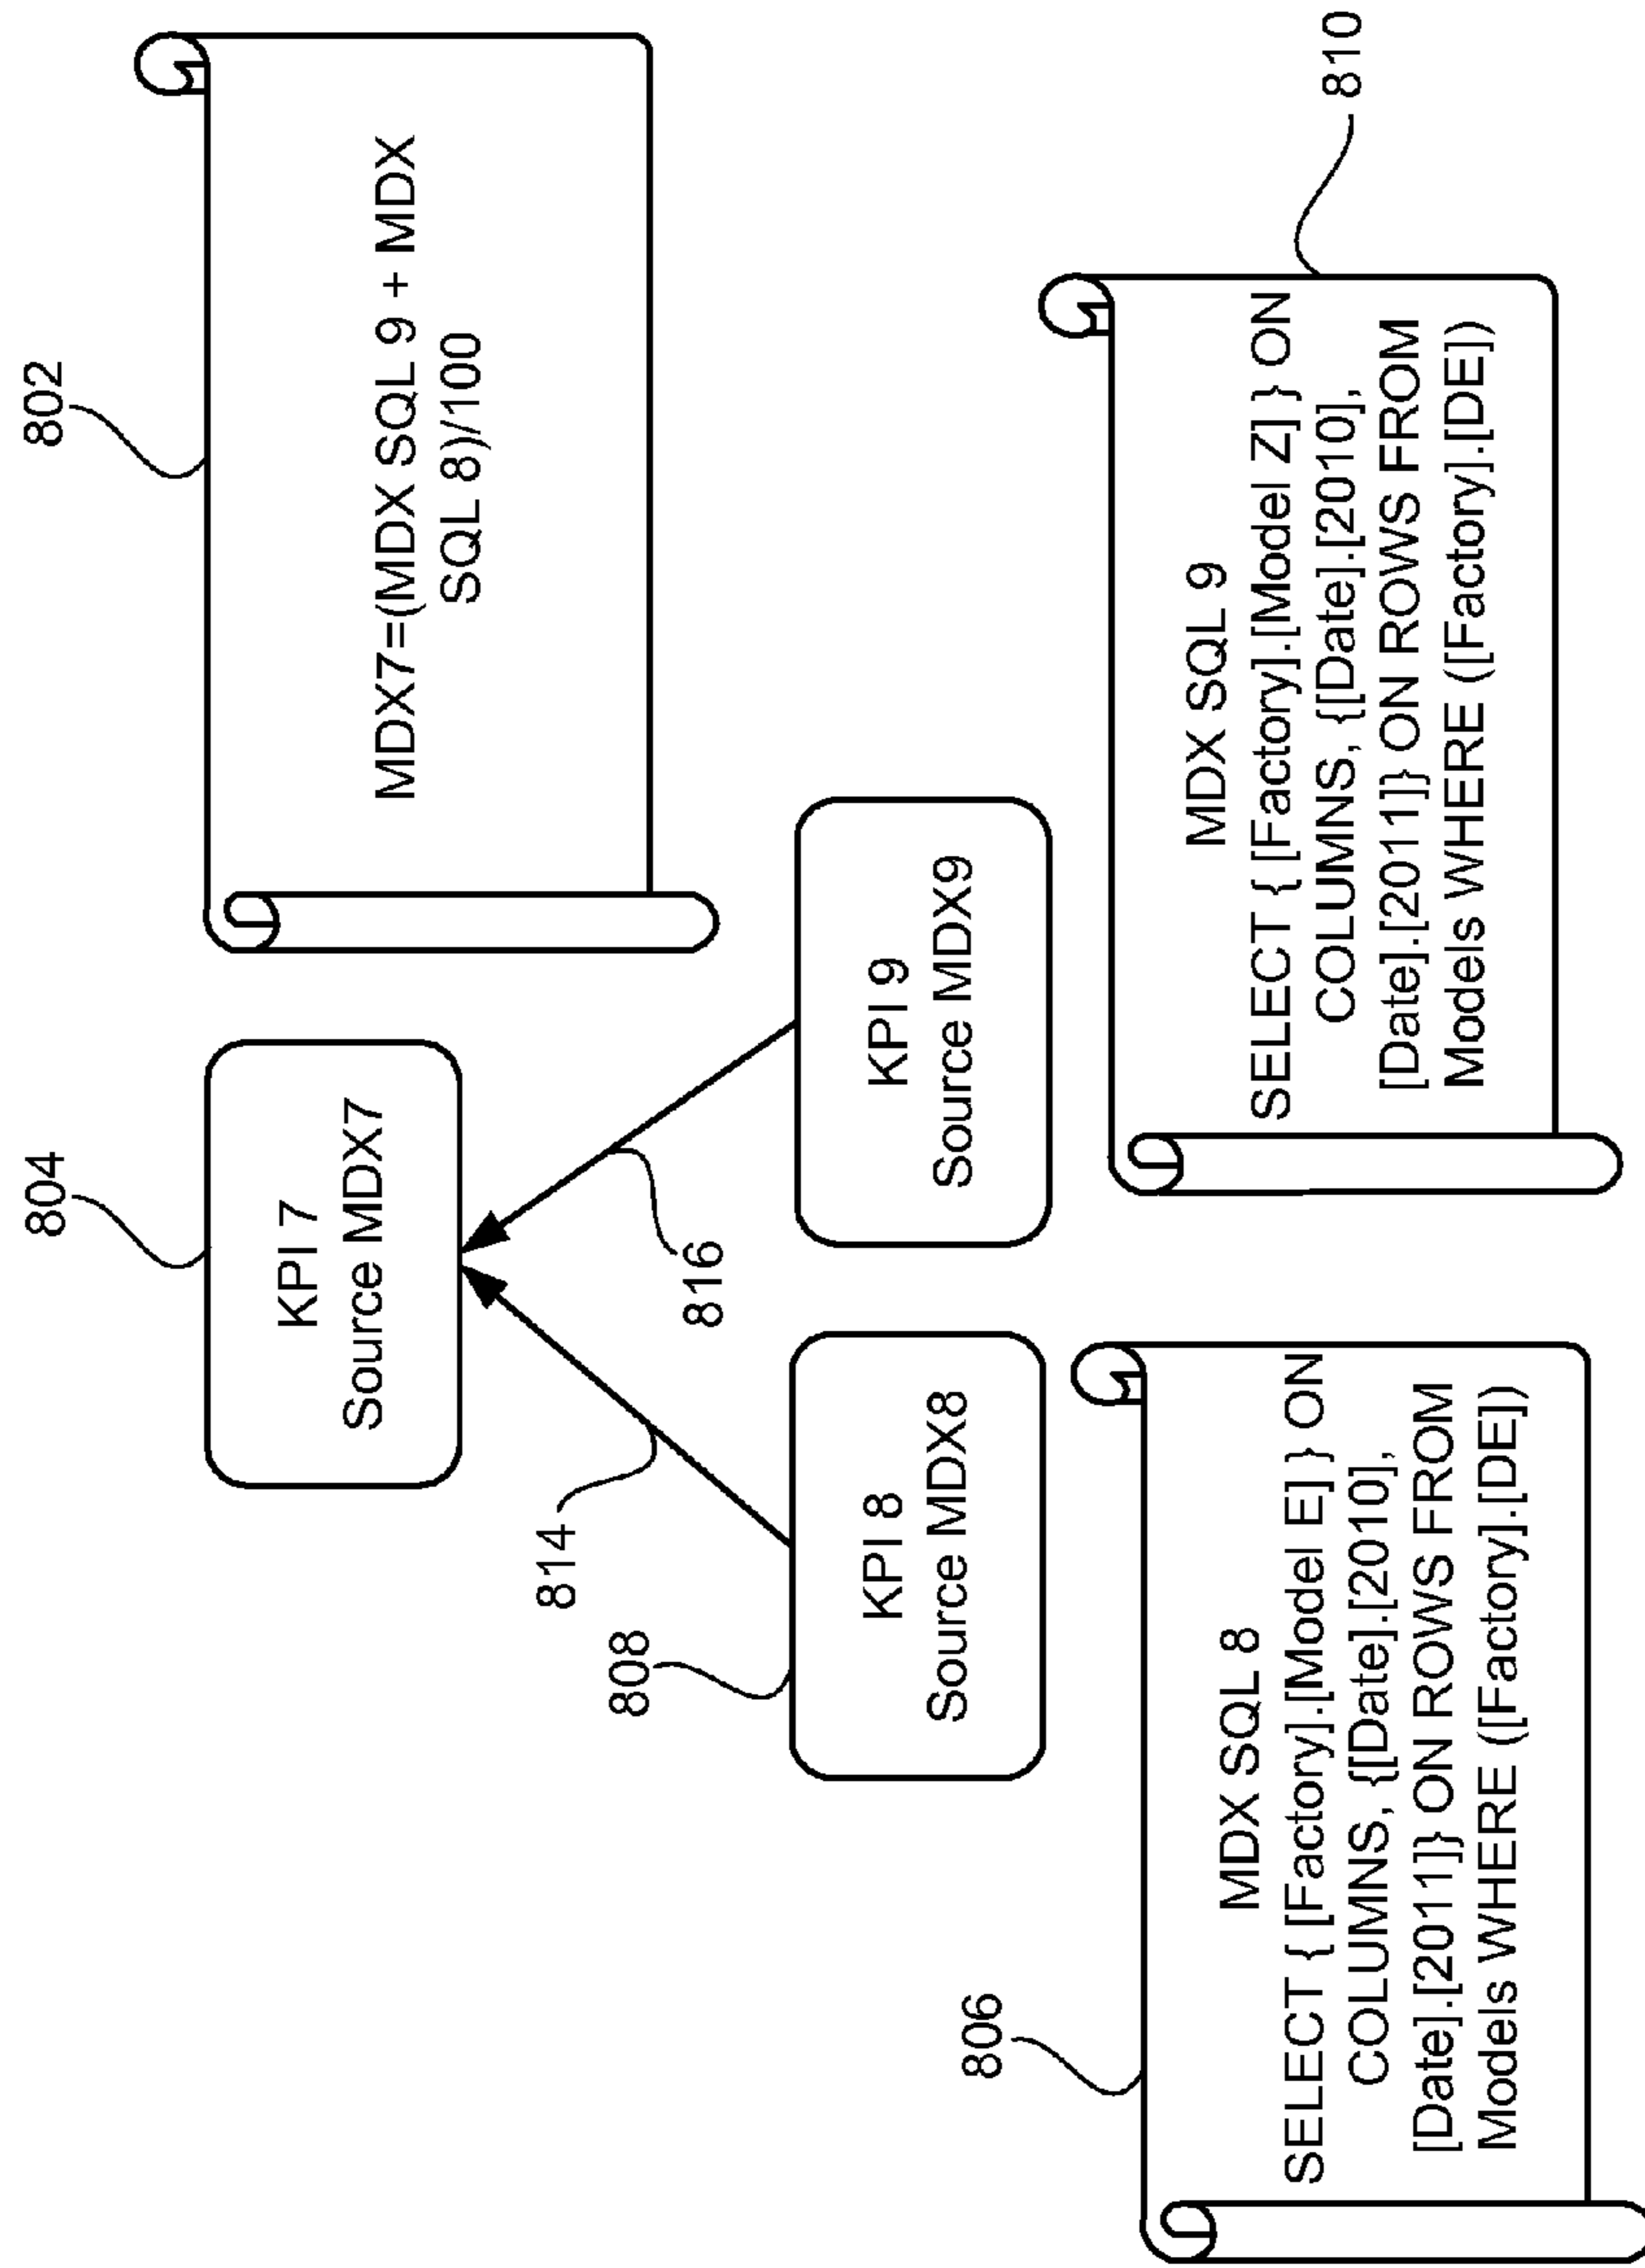 802
804
MDX7=(MDX SQL 9 + MDX
SQL 8)/100
KPI 7
Source MDX7
814
816
808
KPI 8
Source MDX8
KPI 9
Source MDX9
806
MDX SQL 8
SELECT { [Factory].[Model E] } ON
COLUMNS, {[Date].[2010],
[Date].[2011]} ON ROWS FROM
Models WHERE ([Factory].[DE])
MDX SQL 9
SELECT { [Factory].[Model Z] } ON
COLUMNS, {[Date].[2010],
[Date].[2011]} ON ROWS FROM
Models WHERE ([Factory].[DE])
810